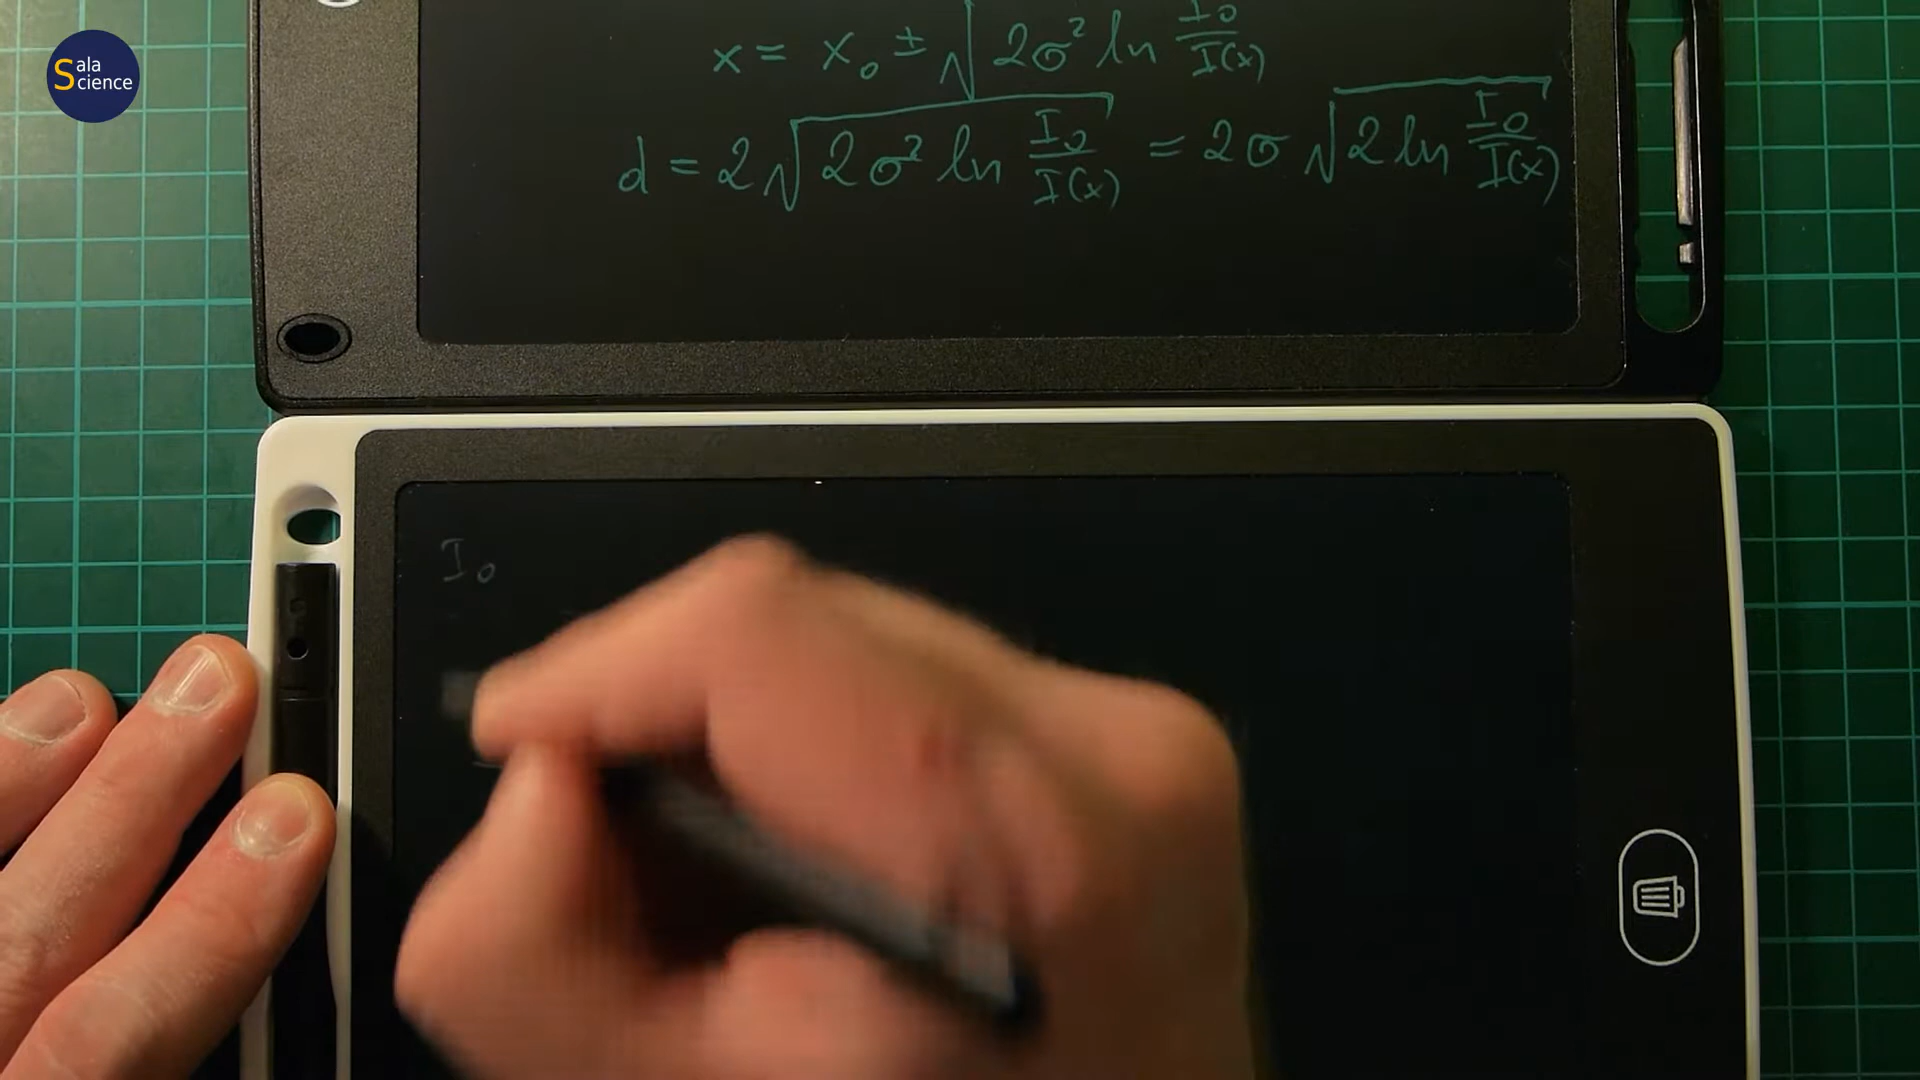 Sala
Science
x = x₀ ± √2σ² ln I₀/I(x)
d = 2√2σ² ln I₀/I(x) = 2σ √2 ln I₀/I(x)
I₀